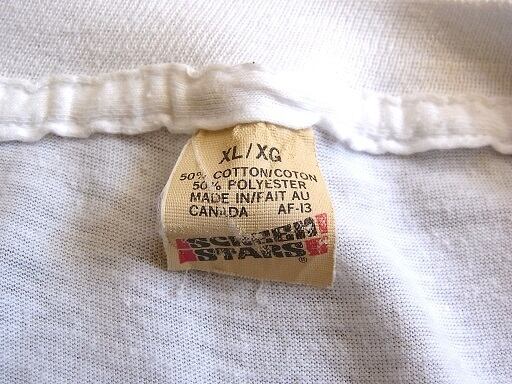 XL/XG
50% COTTON/COTON
50% POLYESTER
MADE IN/FAIT AU
CANADA AF-13
SCREEN
STARS®